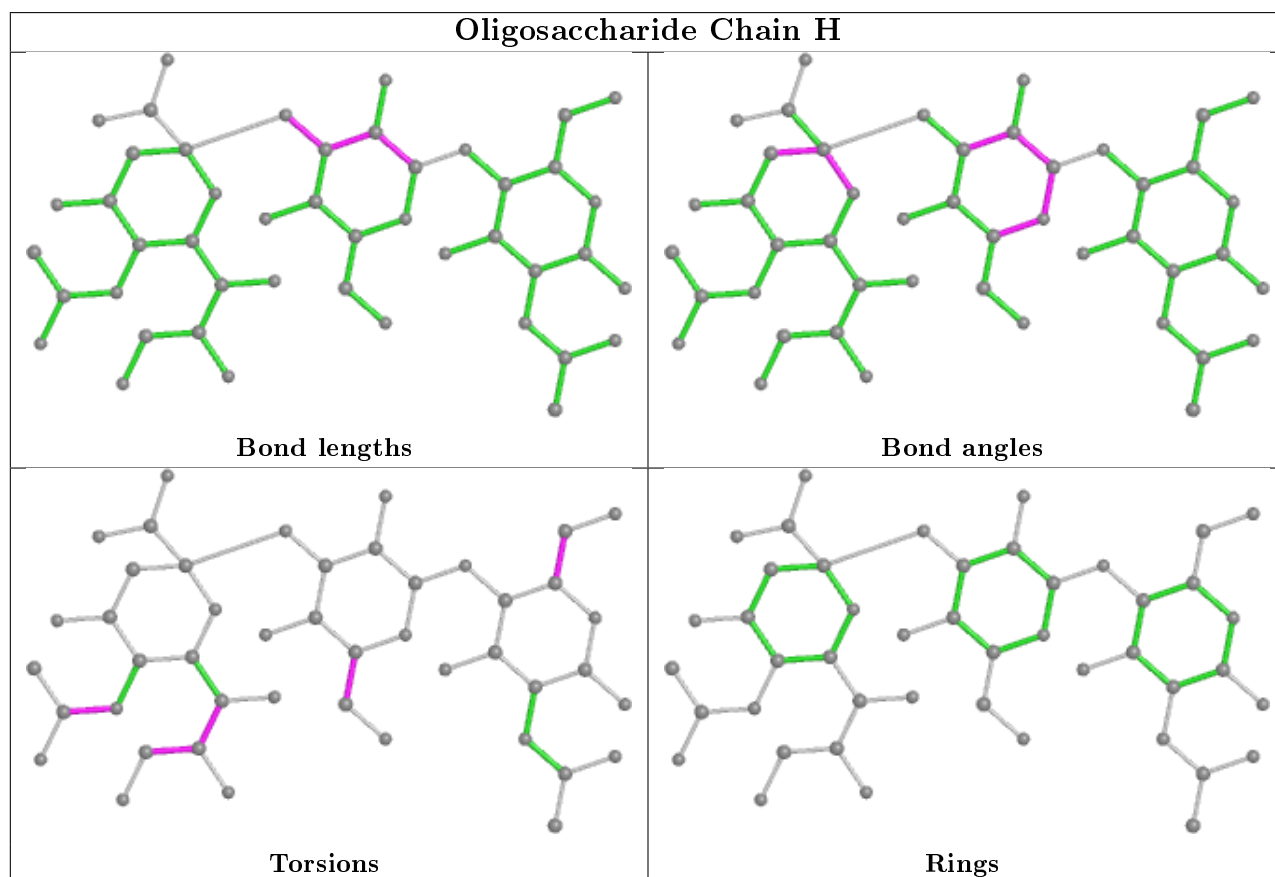 Oligosaccharide Chain H
Bond lengths
Bond angles
Torsions
Rings